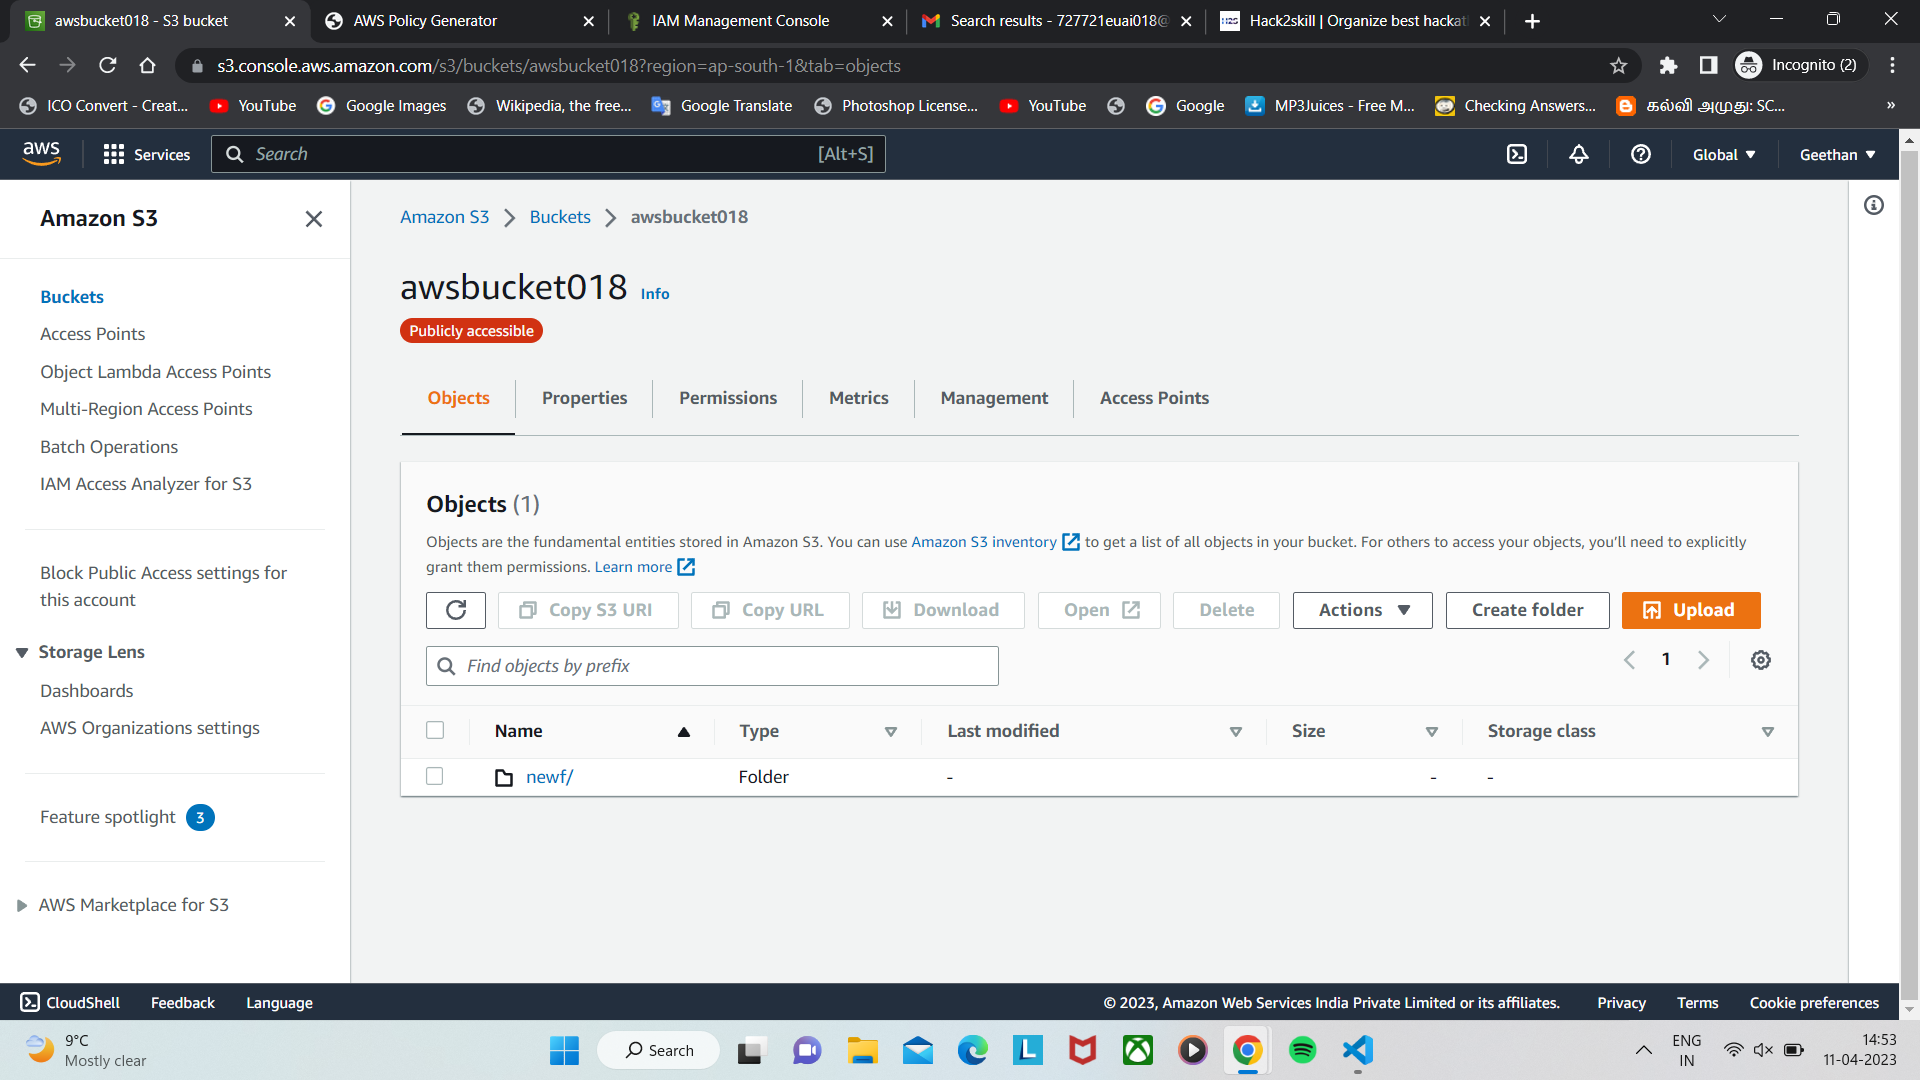 awsbucket018 - S3 bucket
AWS Policy Generator
IAM Management Console
Search results - 727721euai018@
Hack2skill | Organize best hackat
s3.console.aws.amazon.com/s3/buckets/awsbucket018?region=ap-south-1&tab=objects
Incognito (2)
ICO Convert - Creat...
YouTube
Google Images
Wikipedia, the free...
Google Translate
Photoshop License...
YouTube
Google
MP3Juices - Free M...
Checking Answers...
கல்வி அமுது: SC...
»
aws
Services
Search
[Alt+S]
Global
Geethan
Amazon S3
Buckets
Access Points
Object Lambda Access Points
Multi-Region Access Points
Batch Operations
IAM Access Analyzer for S3
Block Public Access settings for
this account
Storage Lens
Dashboards
AWS Organizations settings
Feature spotlight 3
AWS Marketplace for S3
Amazon S3 > Buckets > awsbucket018
awsbucket018 Info
Publicly accessible
Objects
Properties
Permissions
Metrics
Management
Access Points
Objects (1)
Objects are the fundamental entities stored in Amazon S3. You can use Amazon S3 inventory to get a list of all objects in your bucket. For others to access your objects, you'll need to explicitly
grant them permissions. Learn more
Copy S3 URI
Copy URL
Download
Open
Delete
Actions
Create folder
Upload
Find objects by prefix
1
Name
Type
Last modified
Size
Storage class
newf/
Folder
-
-
-
CloudShell
Feedback
Language
© 2023, Amazon Web Services India Private Limited or its affiliates.
Privacy
Terms
Cookie preferences
9°C
Mostly clear
Search
L
ENG
IN
14:53
11-04-2023